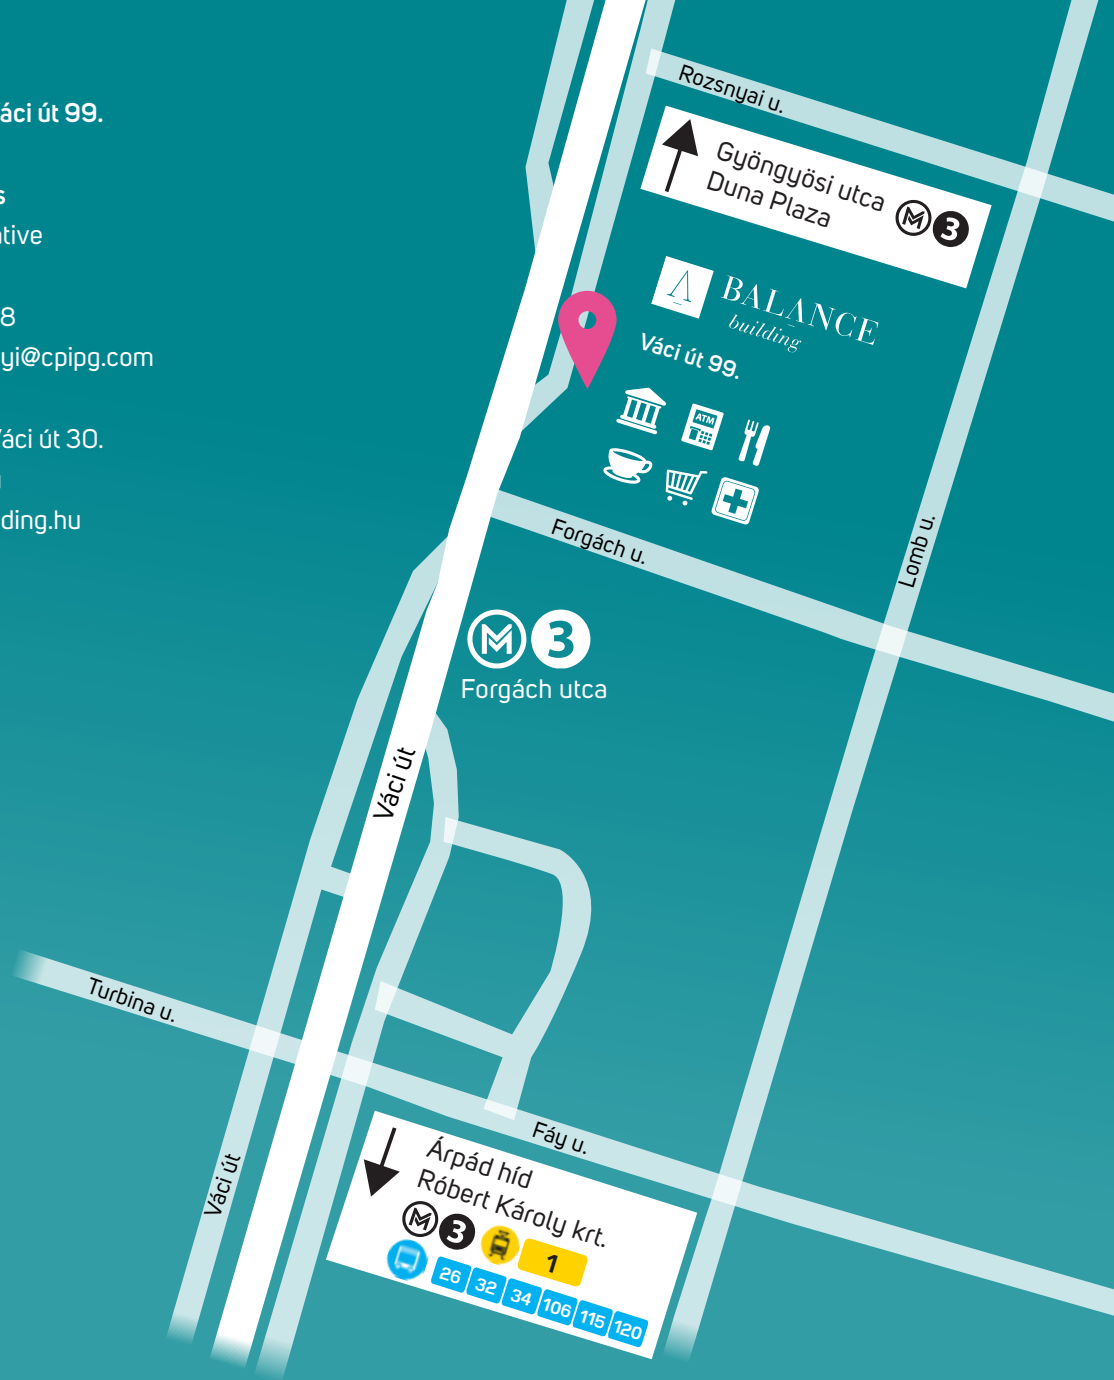 áci út 99.
s
ative
8
yi@cpipg.com
Váci út 30.
ding.hu
Rozsnyai u.
Gyöngyösi utca
Duna Plaza
M 3
BALANCE
building
Váci út 99.
ATM
Forgách u.
Lomb u.
M 3
Forgách utca
Váci út
Turbina u.
Fáy u.
Váci út
Árpád híd
Róbert Károly krt.
M 3 1
26 32 34 106 115 120